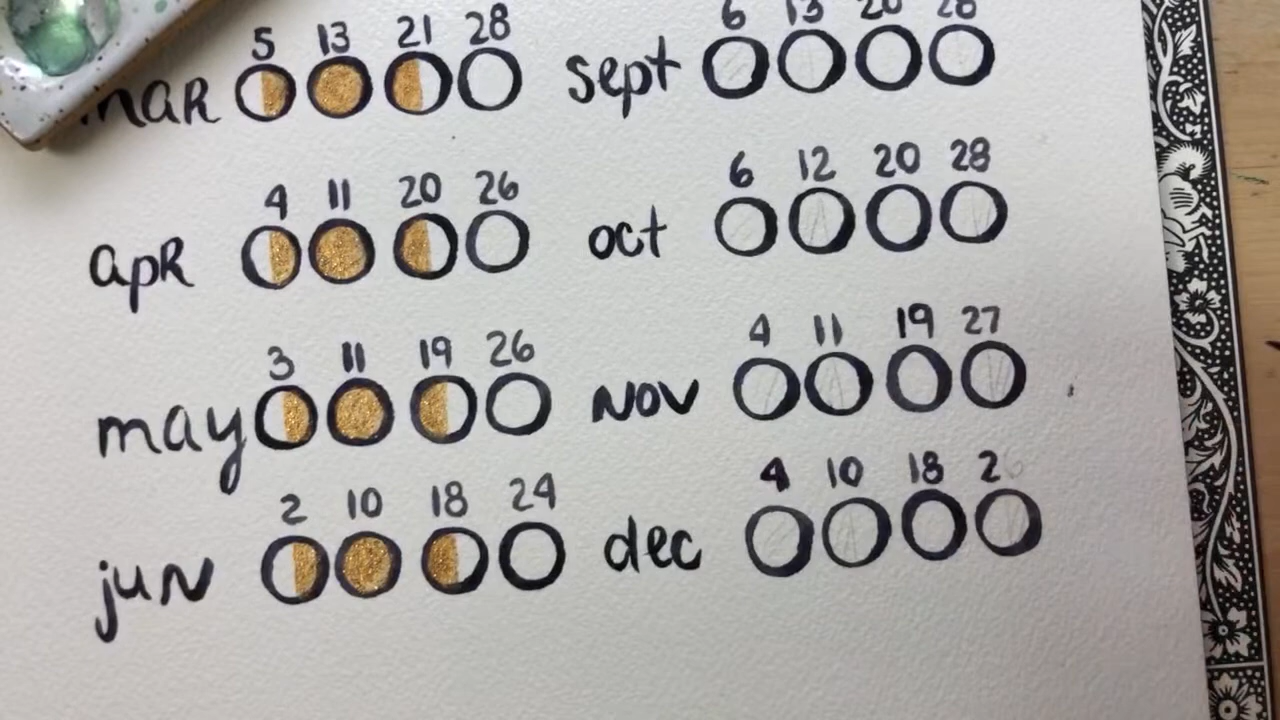 5 13 21 28 6 13 20 28
mar sept
4 11 20 26 6 12 20 28
apr oct
3 11 19 26 4 11 19 27
may Nov
2 10 18 24 4 10 18 26
juN dec